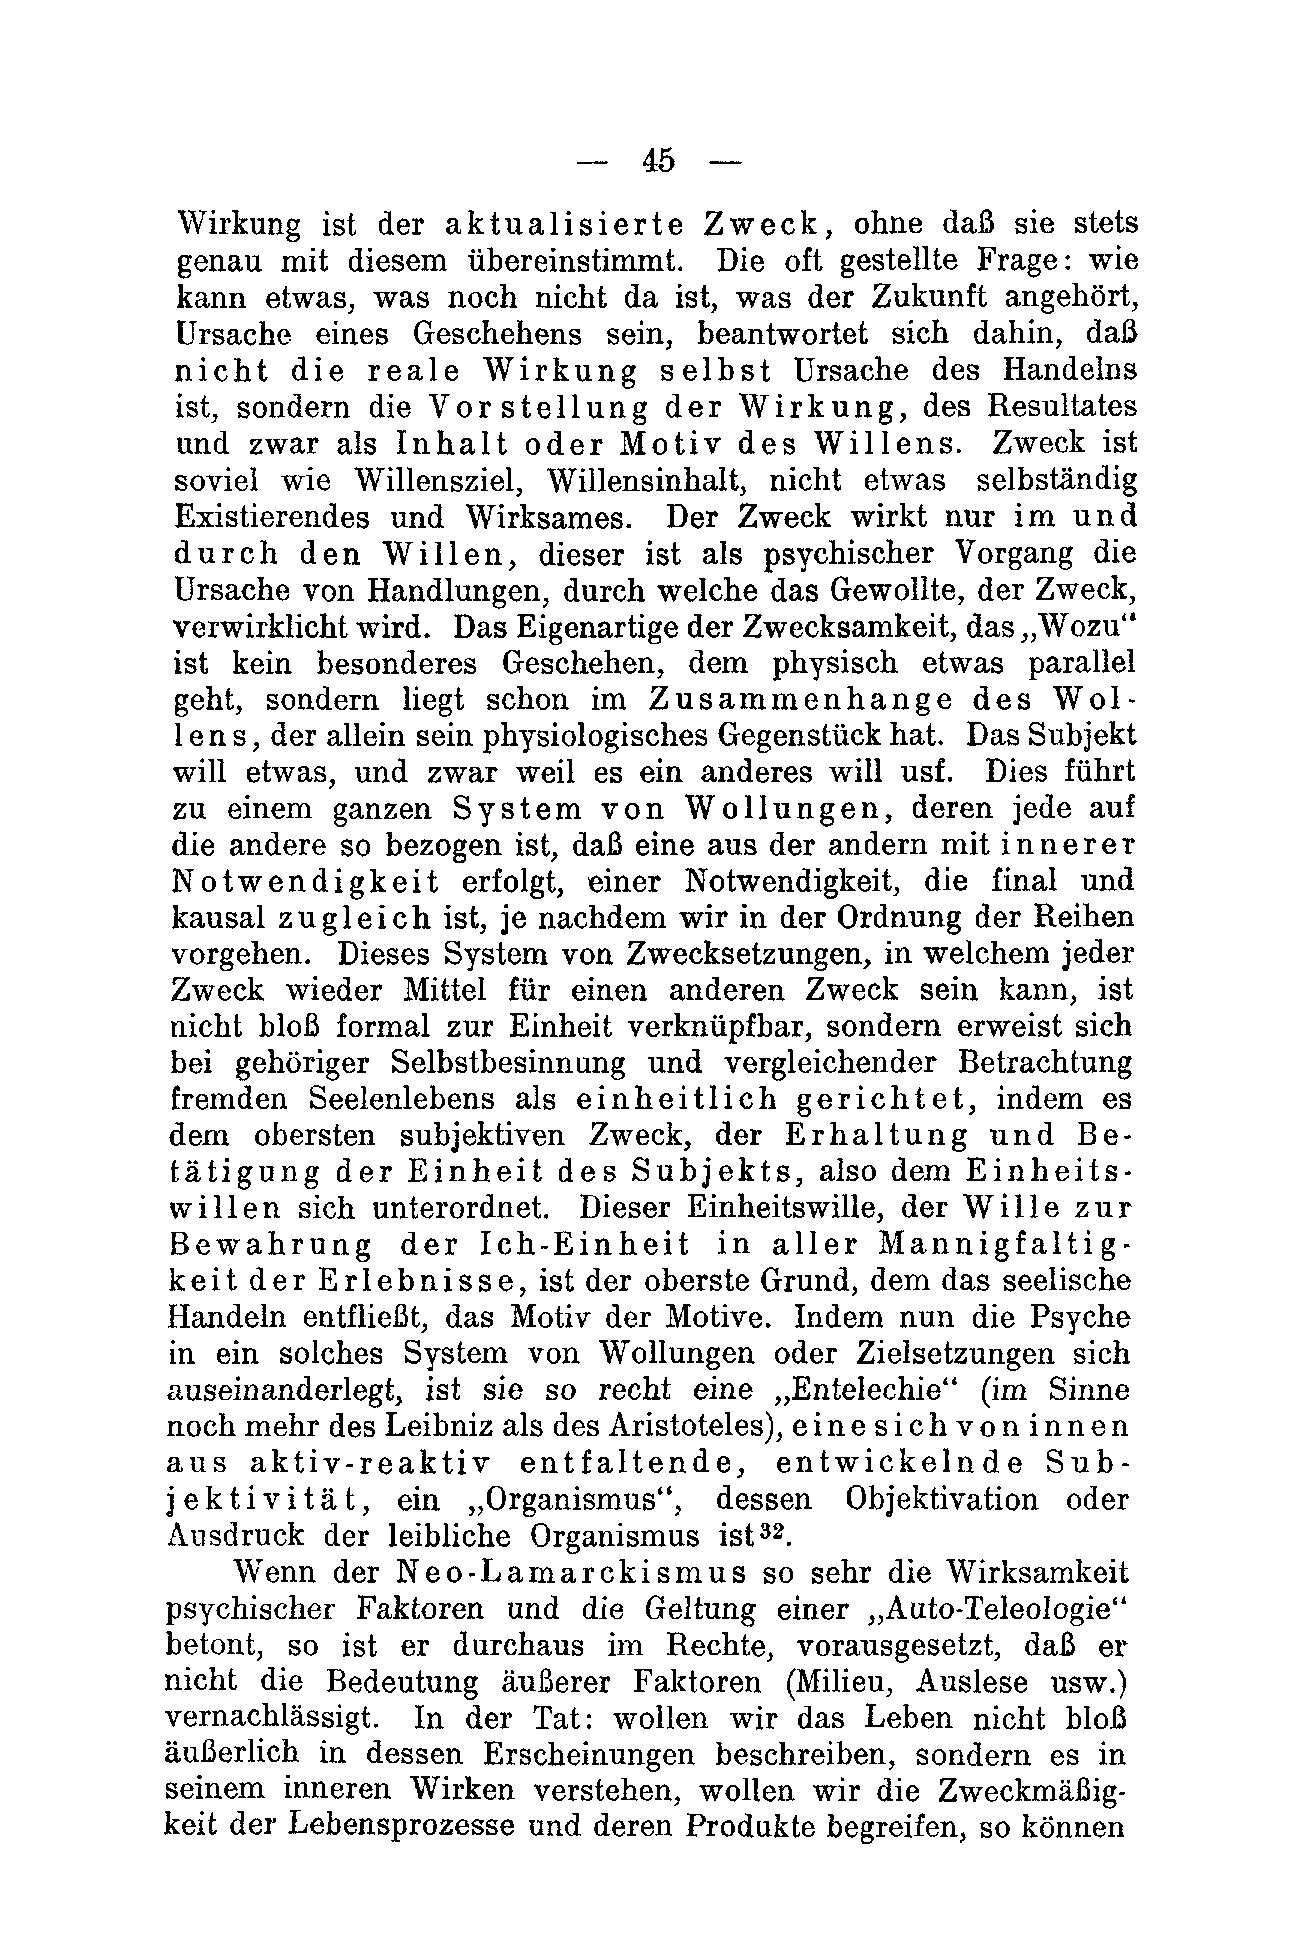 — 45 —
Wirkung ist der aktualisierte Zweck, ohne daß sie stets
genau mit diesem übereinstimmt. Die oft gestellte Frage: wie
kann etwas, was noch nicht da ist, was der Zukunft angehört,
Ursache eines Geschehens sein, beantwortet sich dahin, daß
nicht die reale Wirkung selbst Ursache des Handelns
ist, sondern die Vorstellung der Wirkung, des Resultates
und zwar als Inhalt oder Motiv des Willens. Zweck ist
soviel wie Willensziel, Willensinhalt, nicht etwas selbständig
Existierendes und Wirksames. Der Zweck wirkt nur im und
durch den Willen, dieser ist als psychischer Vorgang die
Ursache von Handlungen, durch welche das Gewollte, der Zweck,
verwirklicht wird. Das Eigenartige der Zwecksamkeit, das „Wozu“
ist kein besonderes Geschehen, dem physisch etwas parallel
geht, sondern liegt schon im Zusammenhange des Wol-
lens, der allein sein physiologisches Gegenstück hat. Das Subjekt
will etwas, und zwar weil es ein anderes will usf. Dies führt
zu einem ganzen System von Wollungen, deren jede auf
die andere so bezogen ist, daß eine aus der andern mit innerer
Notwendigkeit erfolgt, einer Notwendigkeit, die final und
kausal zugleich ist, je nachdem wir in der Ordnung der Reihen
vorgehen. Dieses System von Zwecksetzungen, in welchem jeder
Zweck wieder Mittel für einen anderen Zweck sein kann, ist
nicht bloß formal zur Einheit verknüpfbar, sondern erweist sich
bei gehöriger Selbstbesinnung und vergleichender Betrachtung
fremden Seelenlebens als einheitlich gerichtet, indem es
dem obersten subjektiven Zweck, der Erhaltung und Be-
tätigung der Einheit des Subjekts, also dem Einheits-
willen sich unterordnet. Dieser Einheitswille, der Wille zur
Bewahrung der Ich-Einheit in aller Mannigfaltig-
keit der Erlebnisse, ist der oberste Grund, dem das seelische
Handeln entfließt, das Motiv der Motive. Indem nun die Psyche
in ein solches System von Wollungen oder Zielsetzungen sich
auseinanderlegt, ist sie so recht eine „Entelechie“ (im Sinne
noch mehr des Leibniz als des Aristoteles), eine sich von innen
aus aktiv-reaktiv entfaltende, entwickelnde Sub-
jektivität, ein „Organismus“, dessen Objektivation oder
Ausdruck der leibliche Organismus ist³².
Wenn der Neo-Lamarckismus so sehr die Wirksamkeit
psychischer Faktoren und die Geltung einer „Auto-Teleologie“
betont, so ist er durchaus im Rechte, vorausgesetzt, daß er
nicht die Bedeutung äußerer Faktoren (Milieu, Auslese usw.)
vernachlässigt. In der Tat: wollen wir das Leben nicht bloß
äußerlich in dessen Erscheinungen beschreiben, sondern es in
seinem inneren Wirken verstehen, wollen wir die Zweckmäßig-
keit der Lebensprozesse und deren Produkte begreifen, so können